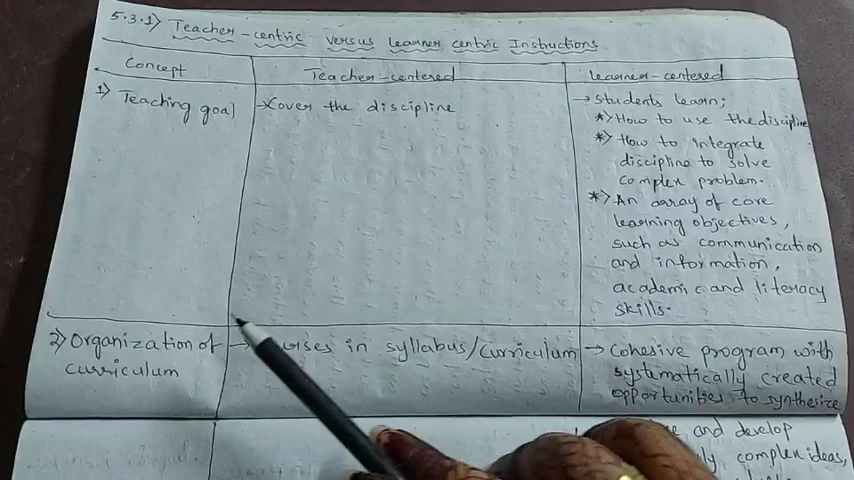 5.3.1) Teacher-centric versus learner centric Instructions
Concept
Teacher-centered
Learner-centered
1) Teaching goal
→ Cover the discipline
→ Students learn;
*) How to use the discipline
*) How to integrate
discipline to solve
complex problem.
*) An array of core
learning objectives,
such as communication
and information,
academic and literacy
skills.
2) Organization of
curriculum
→ in syllabus/curriculum
→ Cohesive program with
systematically created
opportunities to synthesize
and develop
complex ideas,